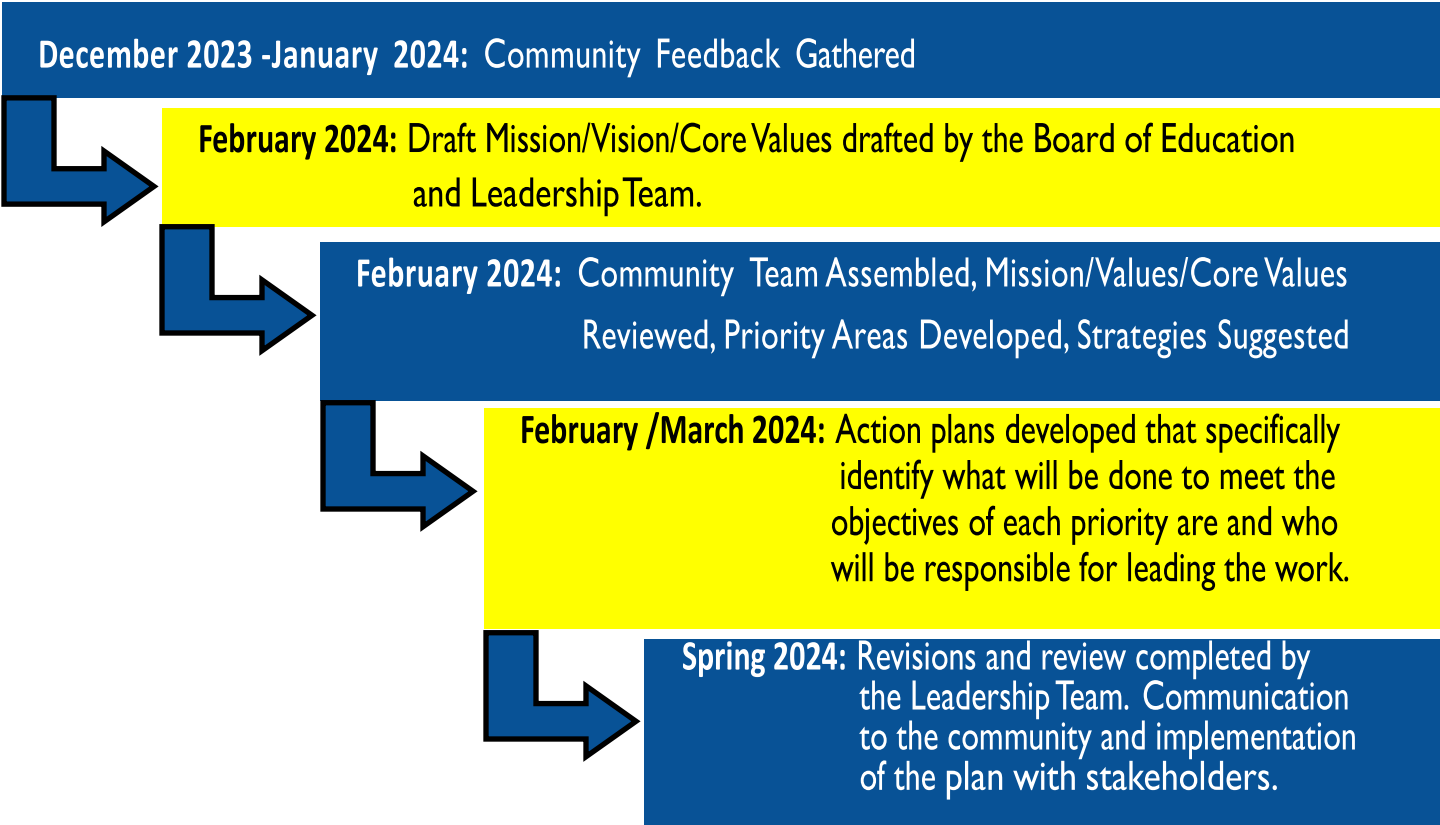 December 2023 -January 2024: Community Feedback Gathered
February 2024: Draft Mission/Vision/Core Values drafted by the Board of Education
and Leadership Team.
February 2024: Community Team Assembled, Mission/Values/Core Values
Reviewed, Priority Areas Developed, Strategies Suggested
February /March 2024: Action plans developed that specifically
identify what will be done to meet the
objectives of each priority are and who
will be responsible for leading the work.
Spring 2024: Revisions and review completed by
the Leadership Team. Communication
to the community and implementation
of the plan with stakeholders.